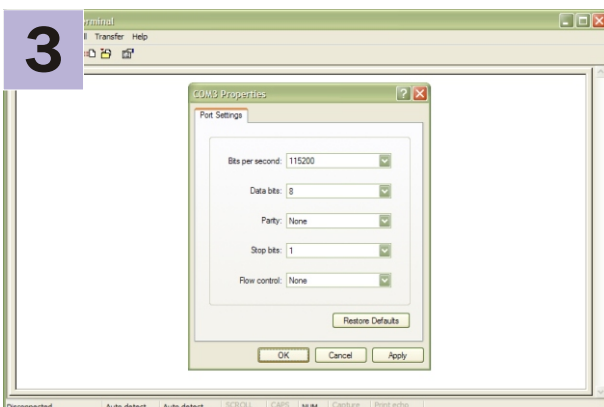 3
Transfer Help
COM3 Properties
Port Settings
Bits per second: 115200
Data bits: 8
Parity: None
Stop bits: 1
Flow control: None
Restore Defaults
OK Cancel Apply
Disconnected Auto detect Auto detect SCROLL CAPS NUM Capture Print echo